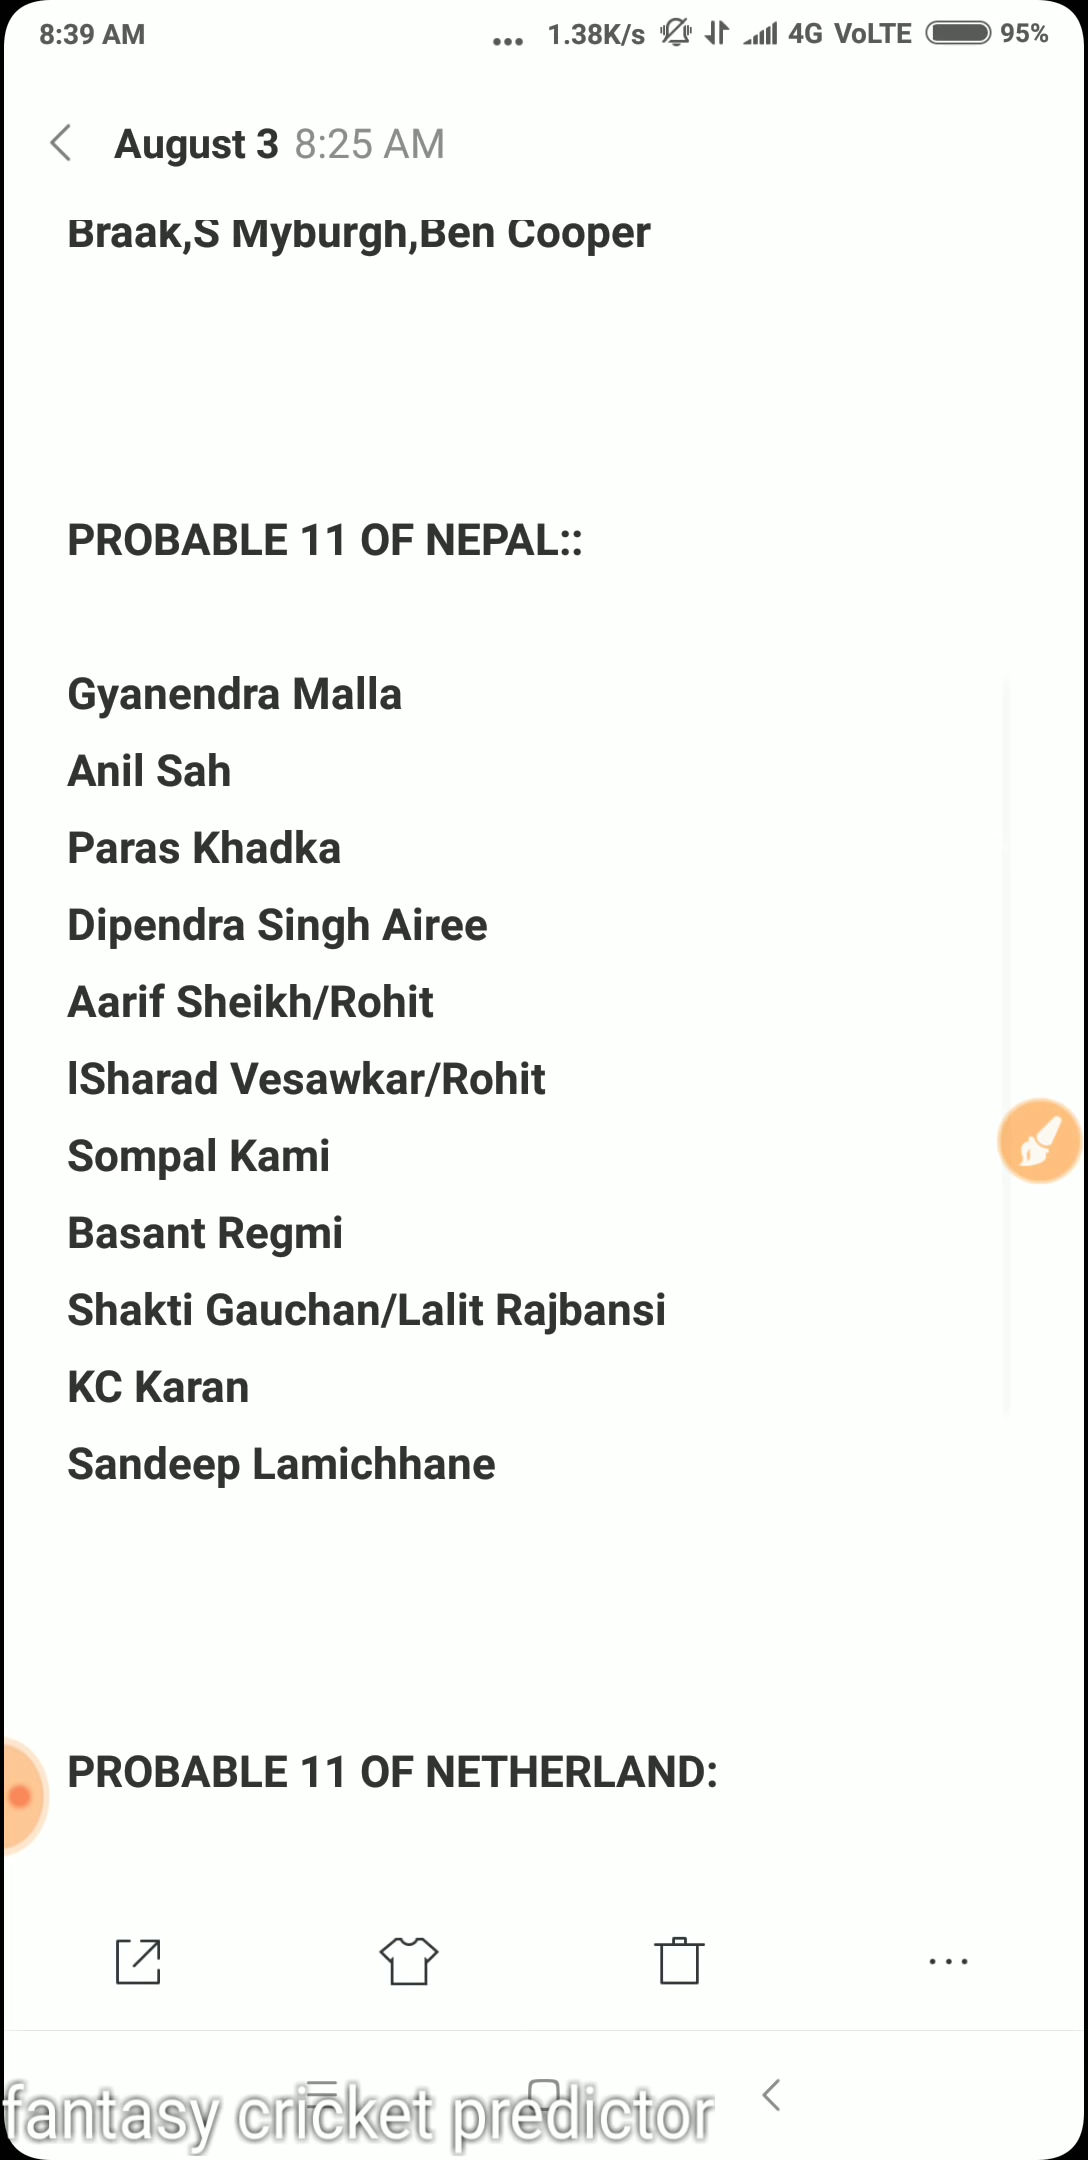 8:39 AM ... 1.38K/s 4G VoLTE 95%
August 3 8:25 AM
Braak,S Myburgh,Ben Cooper
PROBABLE 11 OF NEPAL::
Gyanendra Malla
Anil Sah
Paras Khadka
Dipendra Singh Airee
Aarif Sheikh/Rohit
lSharad Vesawkar/Rohit
Sompal Kami
Basant Regmi
Shakti Gauchan/Lalit Rajbansi
KC Karan
Sandeep Lamichhane
PROBABLE 11 OF NETHERLAND:
fantasy cricket predictor